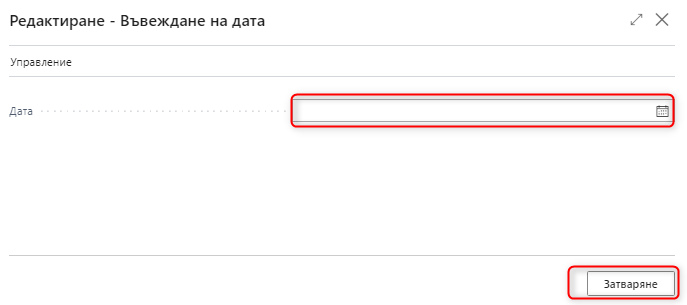 Редактиране - Въвеждане на дата
Управление
Дата
Затваряне